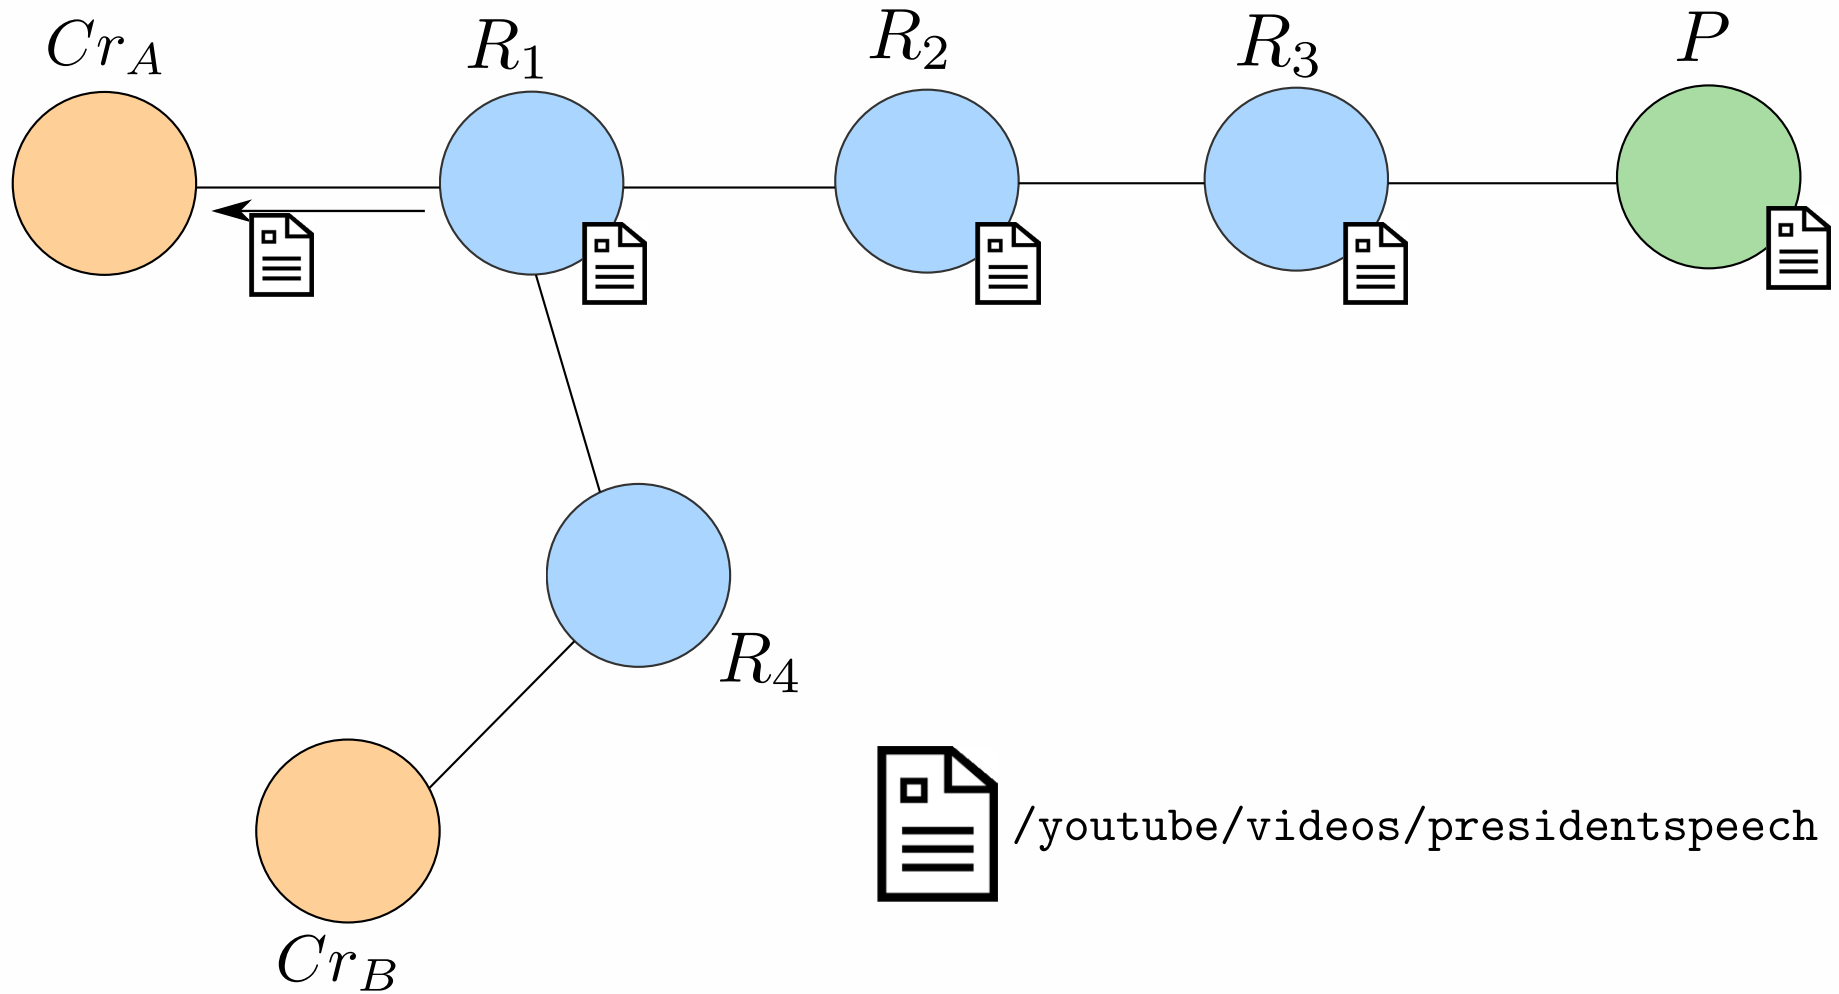 Cr_A
R_1
R_2
R_3
P
R_4
/youtube/videos/presidentspeech
Cr_B